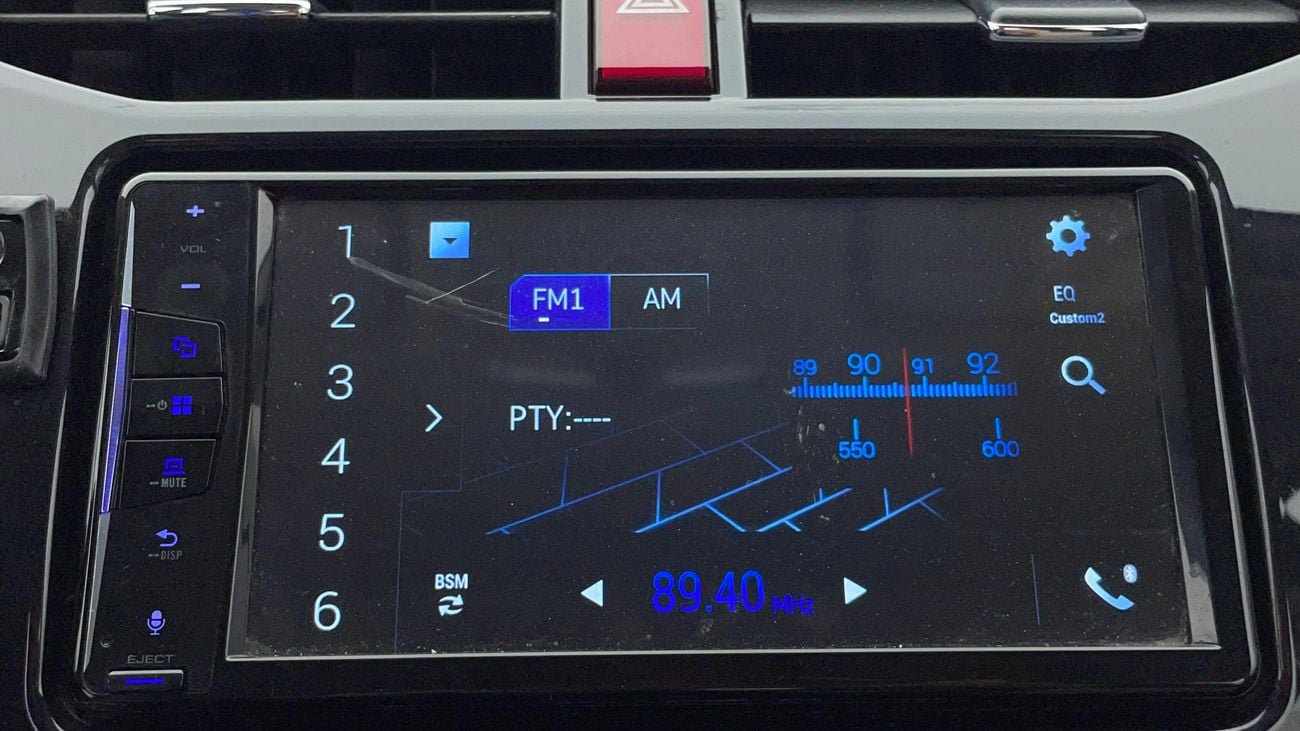 +
VOL
−
MUTE
DISP
EJECT
1
2
3
4
5
6
FM1 AM
PTY:----
BSM
89.40 MHz
89 90 91 92
550 600
EQ
Custom2